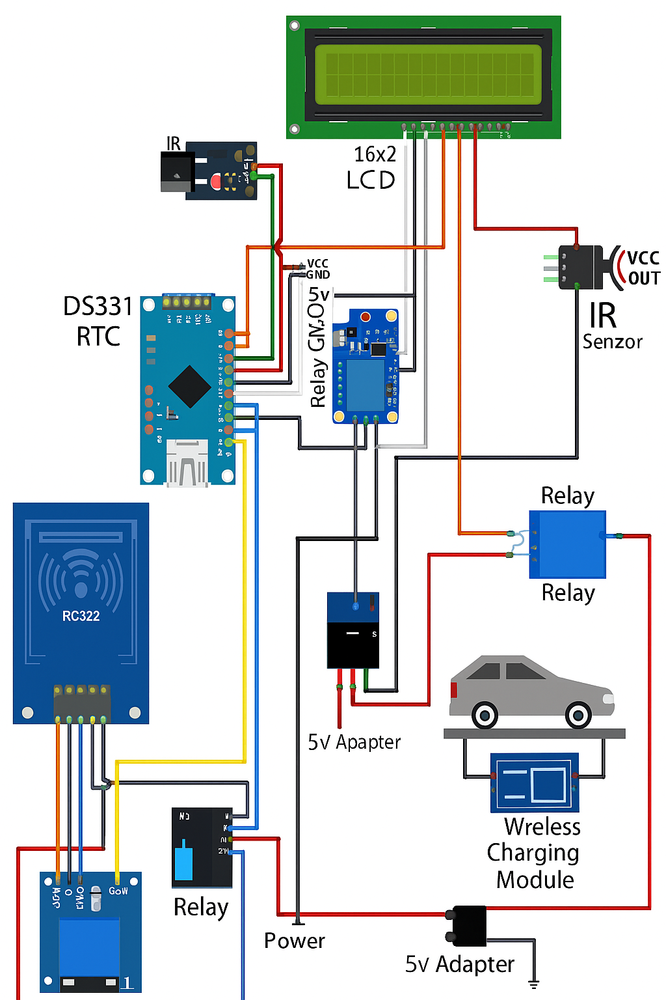 IR
16x2
LCD
VCC
GND
5v
VCC
OUT
IR
Senzor
DS331
RTC
Relay
Relay
Relay
RC322
5v Apapter
Wreless
Charging
Module
GoW
Relay
1
Power
5v Adapter